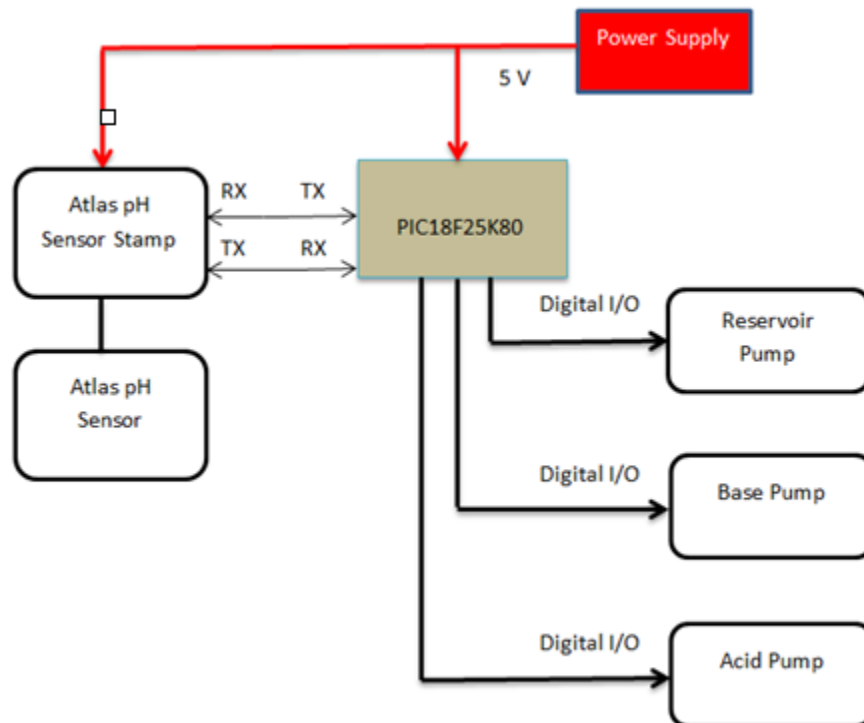 Power Supply
5 V
Atlas pH
Sensor Stamp
RX
TX
TX
RX
PIC18F25K80
Atlas pH
Sensor
Digital I/O
Reservoir
Pump
Digital I/O
Base Pump
Digital I/O
Acid Pump